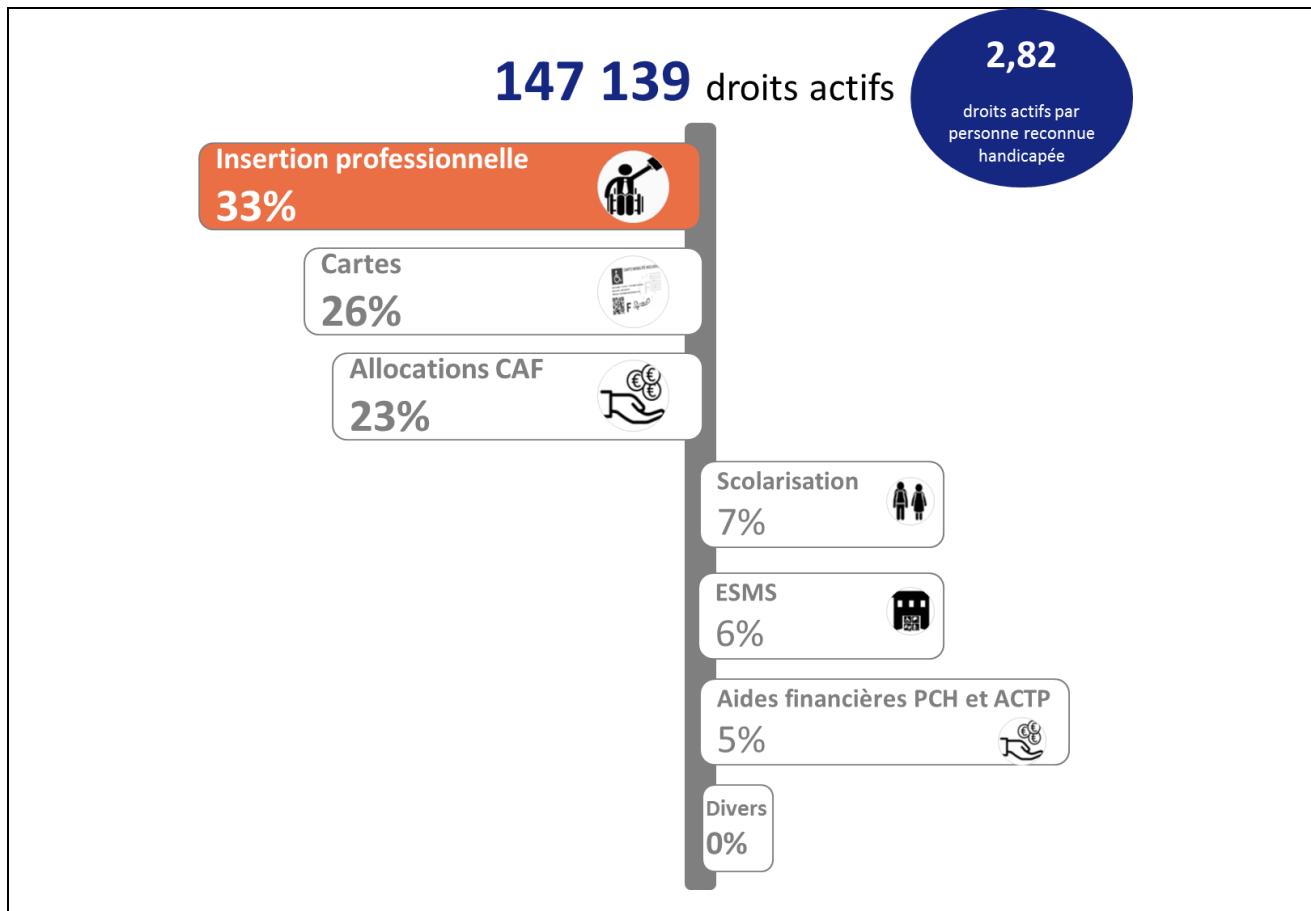 147 139 droits actifs
2,82
droits actifs par
personne reconnue
handicapée
Insertion professionnelle
33%
Cartes
26%
Allocations CAF
23%
Scolarisation
7%
ESMS
6%
Aides financières PCH et ACTP
5%
Divers
0%